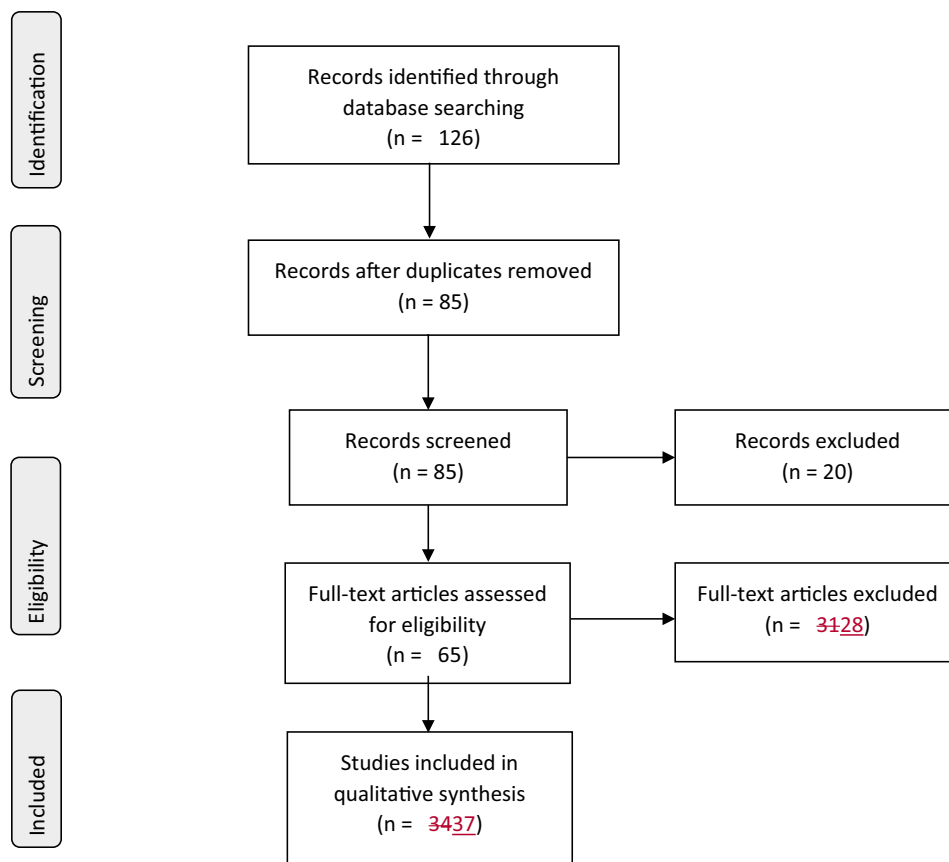 Identification
Records identified through
database searching
(n = 126)
Screening
Records after duplicates removed
(n = 85)
Records screened
(n = 85)
Records excluded
(n = 20)
Eligibility
Full-text articles assessed
for eligibility
(n = 65)
Full-text articles excluded
(n = 3128)
Included
Studies included in
qualitative synthesis
(n = 3437)